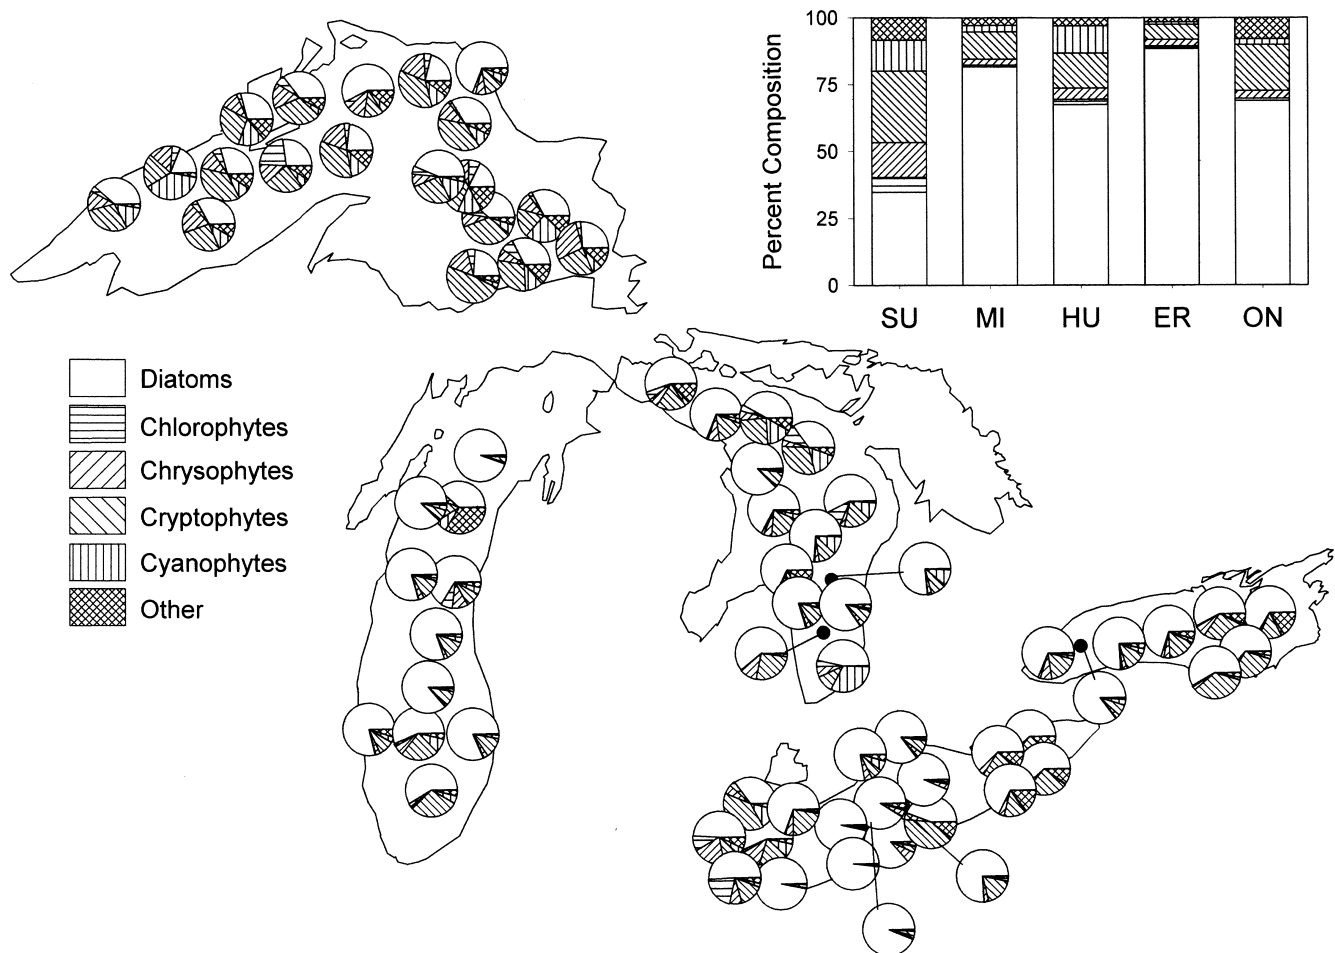 100
75
50
25
0
Percent Composition
SU MI HU ER ON
Diatoms
Chlorophytes
Chrysophytes
Cryptophytes
Cyanophytes
Other